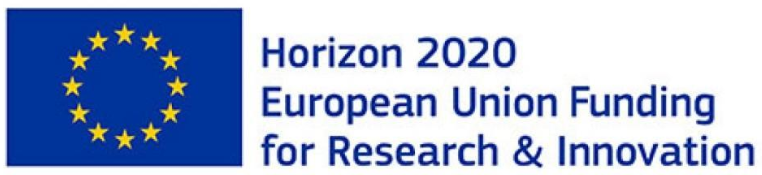 Horizon 2020
European Union Funding
for Research & Innovation